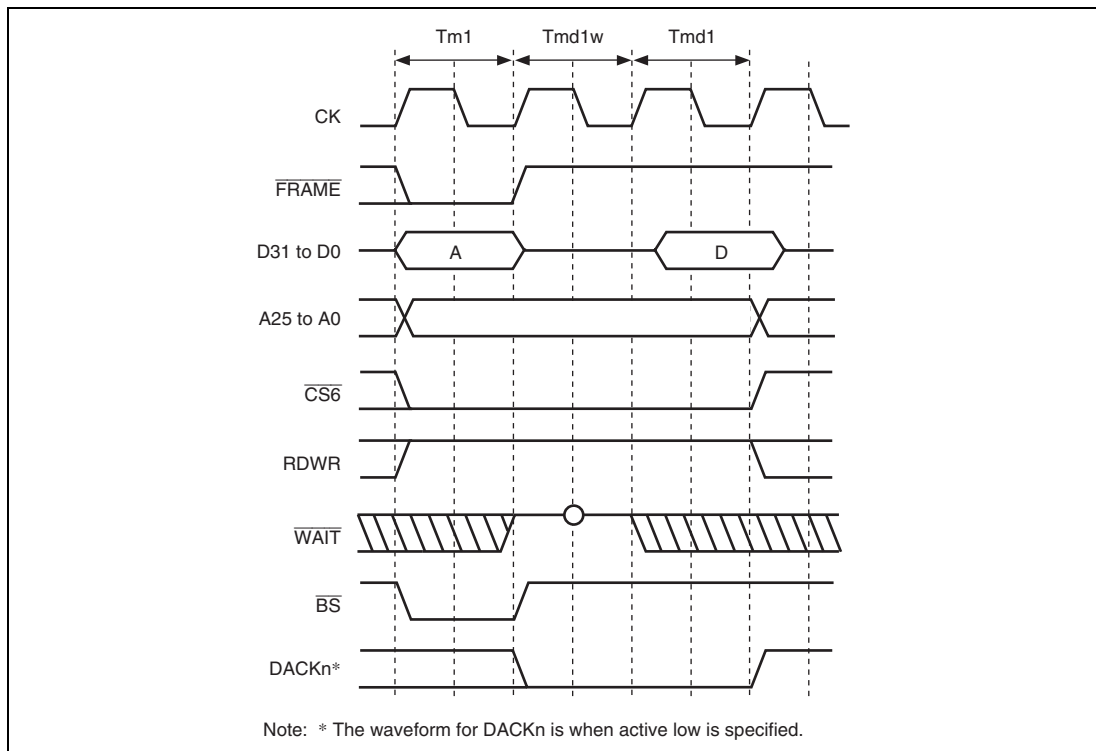 Tm1 Tmd1w Tmd1
CK
FRAME
D31 to D0 A D
A25 to A0
CS6
RDWR
WAIT
BS
DACKn*
Note: * The waveform for DACKn is when active low is specified.